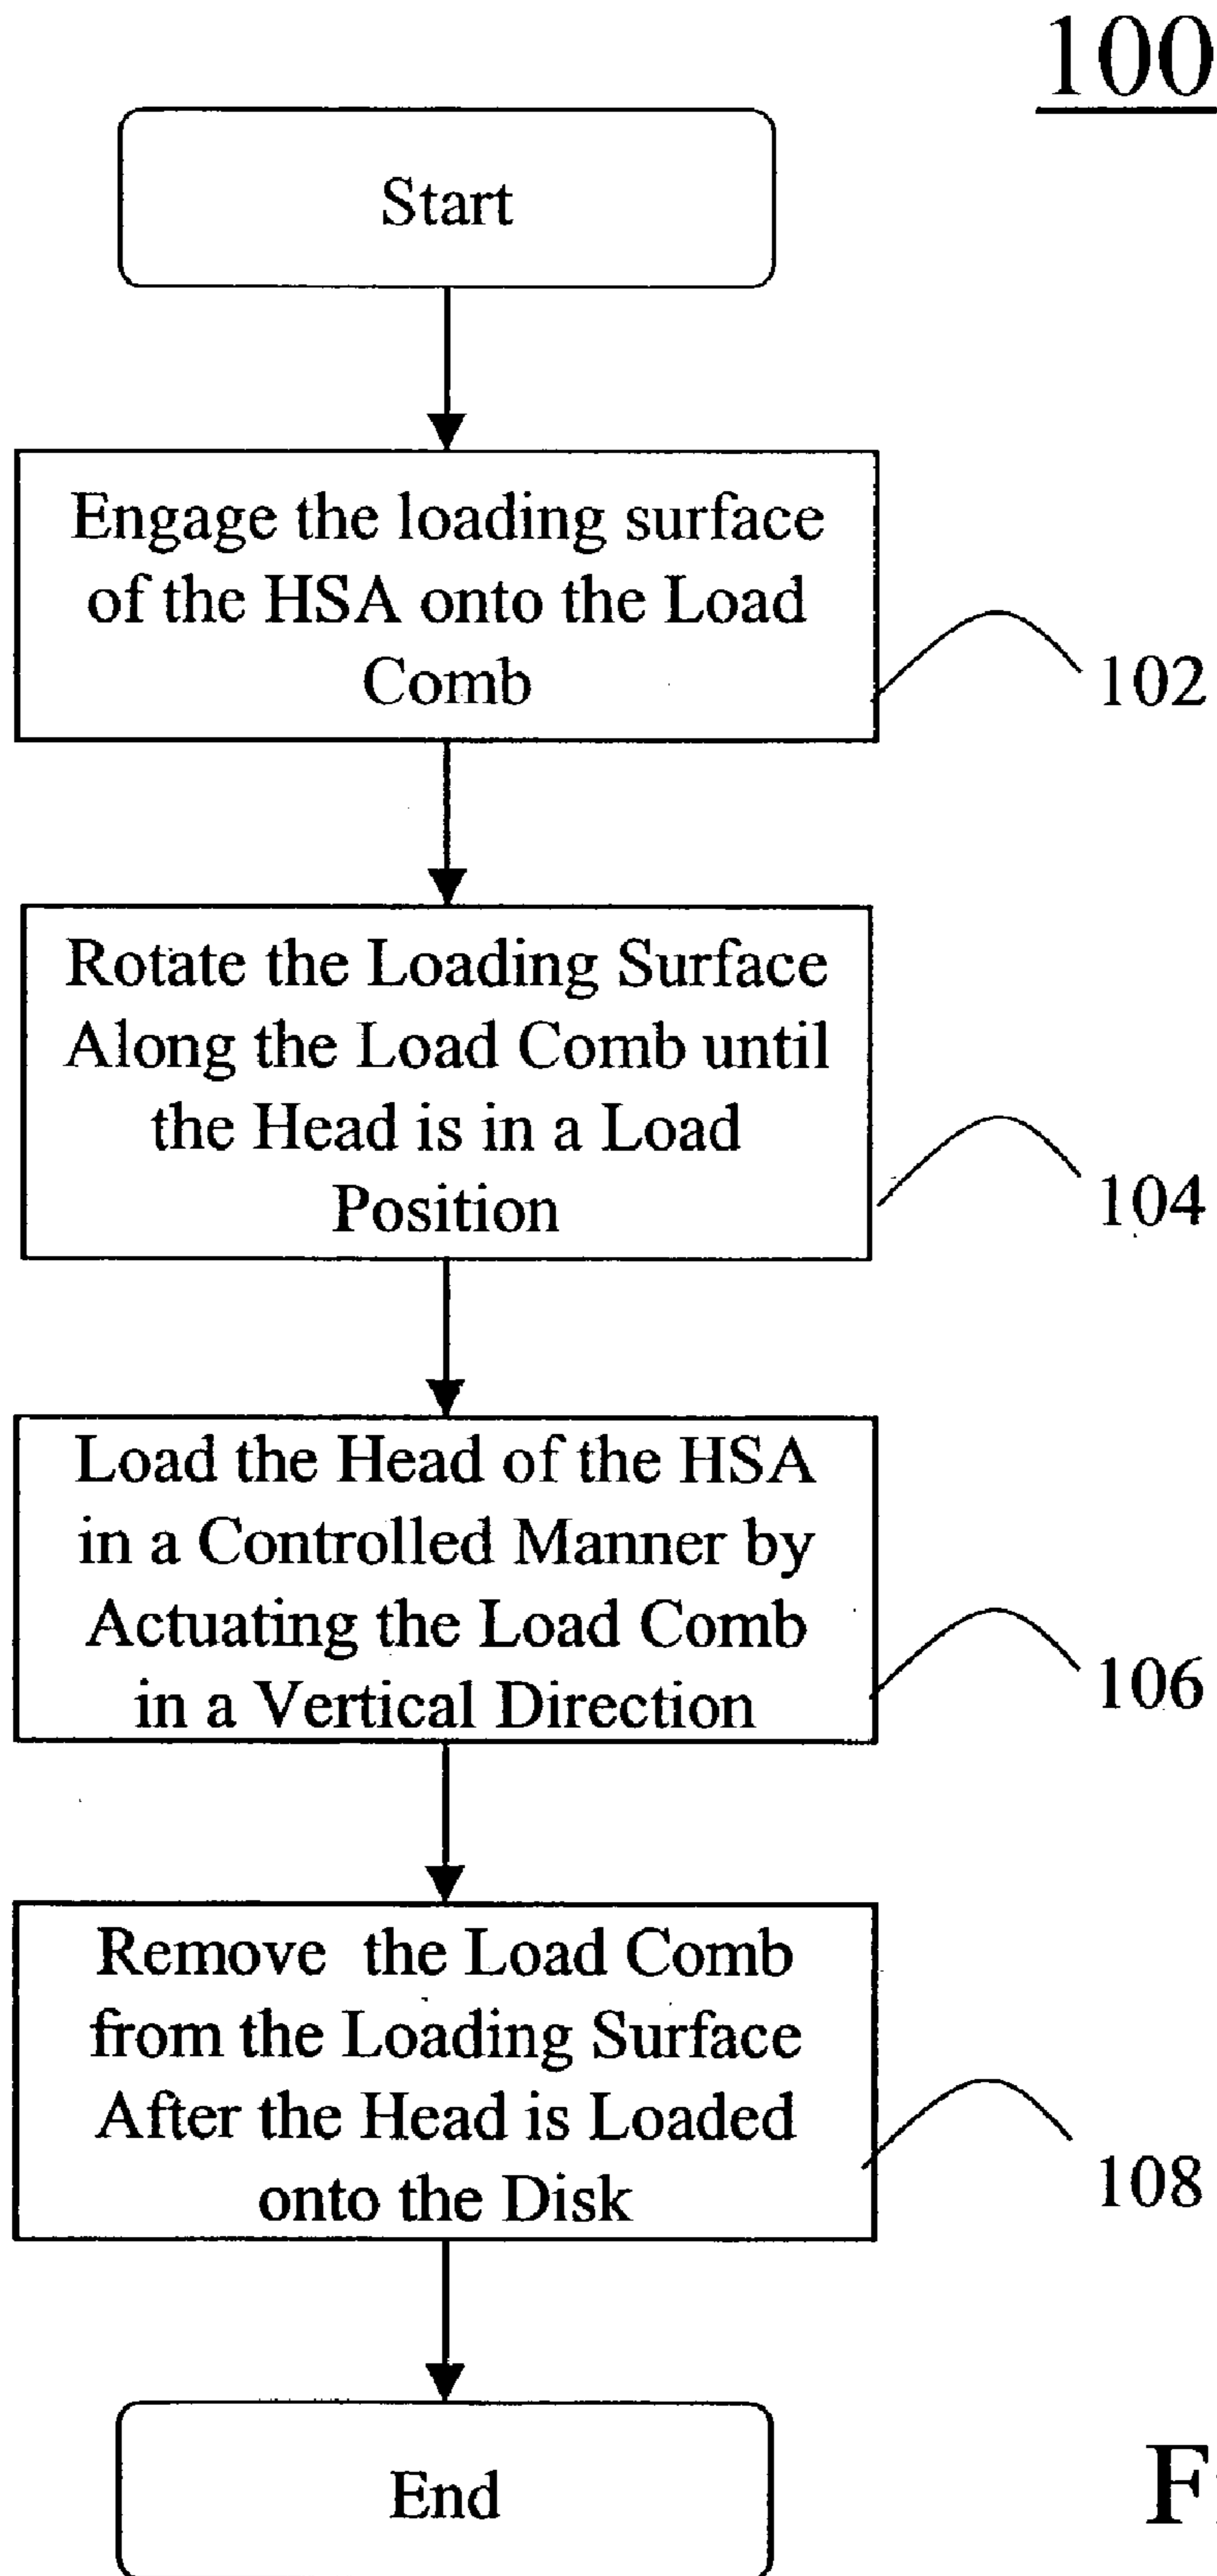 100
Start
Engage the loading surface
of the HSA onto the Load
Comb
102
Rotate the Loading Surface
Along the Load Comb until
the Head is in a Load
Position
104
Load the Head of the HSA
in a Controlled Manner by
Actuating the Load Comb
in a Vertical Direction
106
Remove the Load Comb
from the Loading Surface
After the Head is Loaded
onto the Disk
108
End